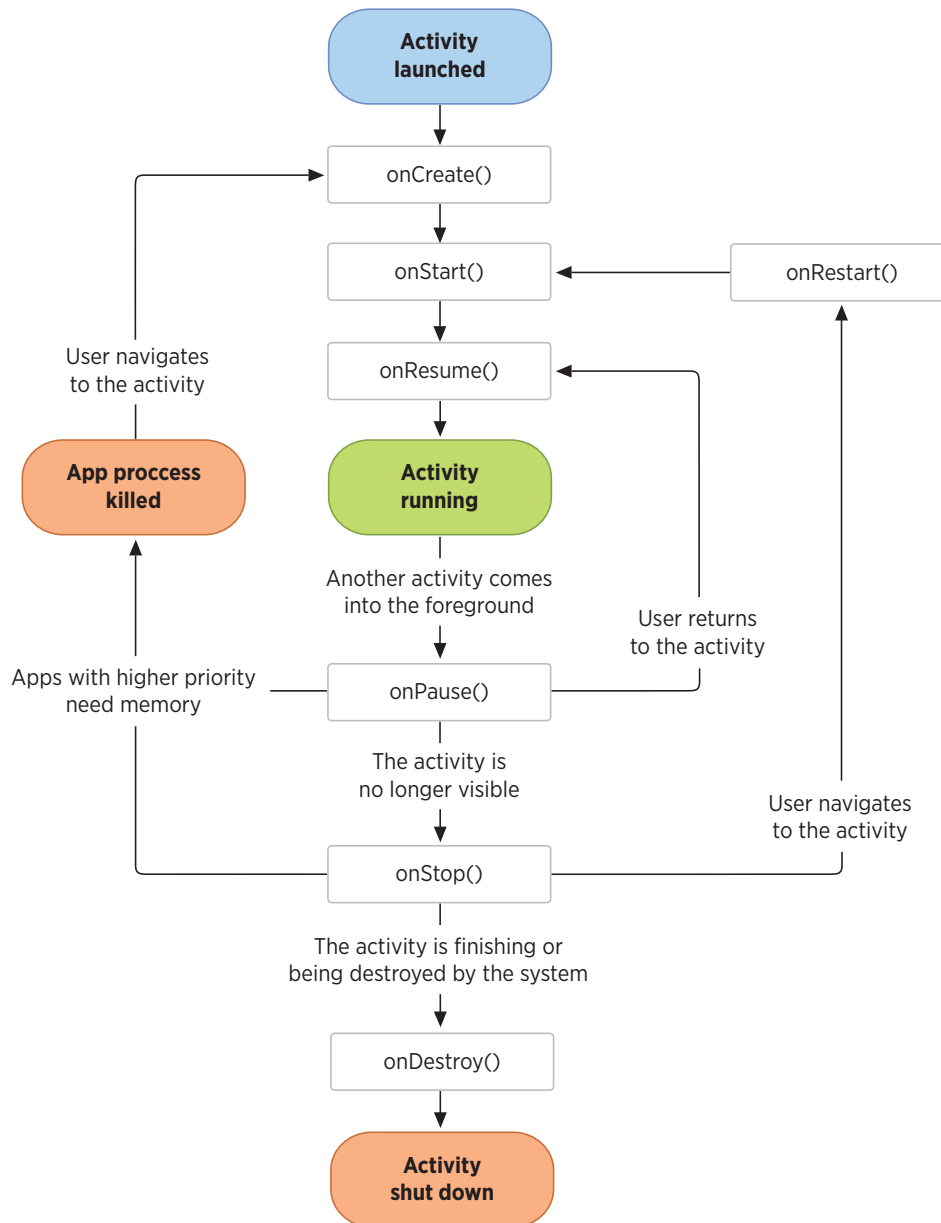 Activity
launched
onCreate()
onStart()
onRestart()
User navigates
to the activity
onResume()
App proccess
killed
Activity
running
Another activity comes
into the foreground
User returns
to the activity
Apps with higher priority
need memory
onPause()
The activity is
no longer visible
User navigates
to the activity
onStop()
The activity is finishing or
being destroyed by the system
onDestroy()
Activity
shut down